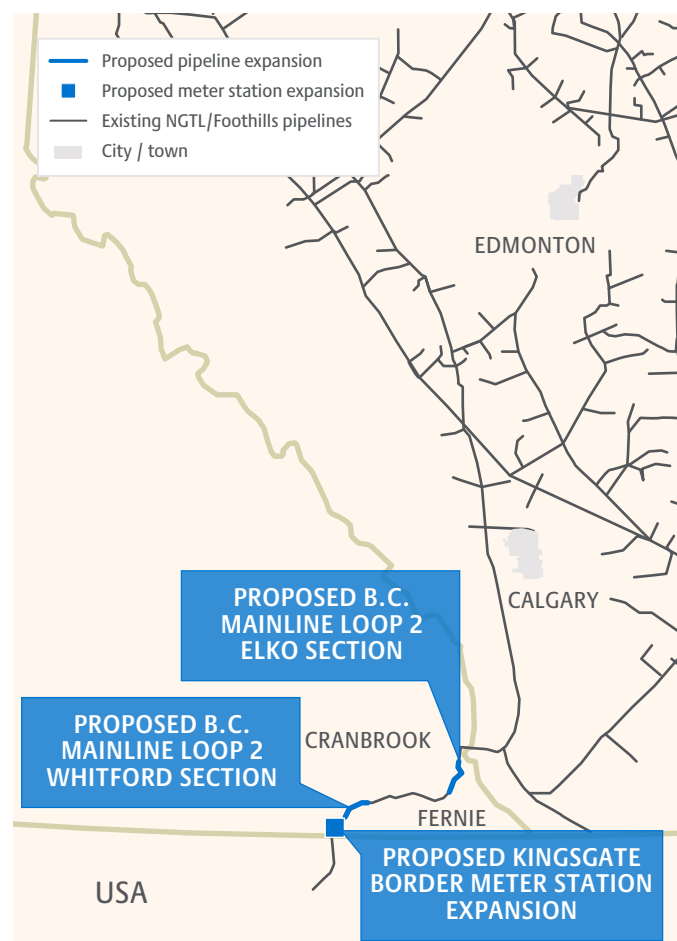 Proposed pipeline expansion
Proposed meter station expansion
Existing NGTL/Foothills pipelines
City / town
EDMONTON
CALGARY
PROPOSED B.C.
MAINLINE LOOP 2
ELKO SECTION
PROPOSED B.C.
MAINLINE LOOP 2
WHITFORD SECTION
CRANBROOK
FERNIE
PROPOSED KINGSGATE
BORDER METER STATION
EXPANSION
USA